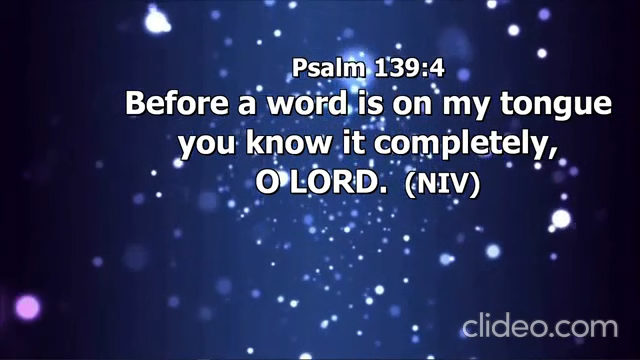 Psalm 139:4
Before a word is on my tongue
you know it completely,
O LORD. (NIV)
clideo.com